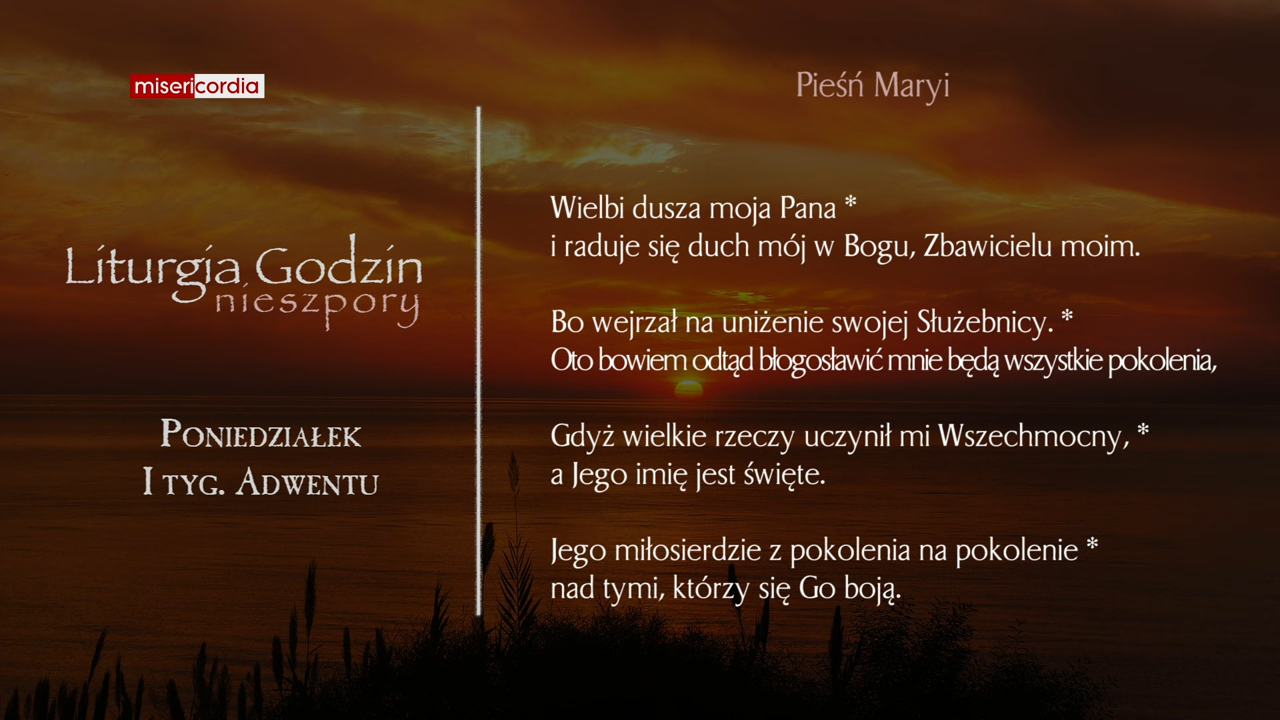 misericordia
Liturgia Godzin
nieszpory
Poniedziałek
I tyg. Adwentu
Pieśń Maryi
Wielbi dusza moja Pana *
i raduje się duch mój w Bogu, Zbawicielu moim.
Bo wejrzał na uniżenie swojej Służebnicy. *
Oto bowiem odtąd błogosławić mnie będą wszystkie pokolenia,
Gdyż wielkie rzeczy uczynił mi Wszechmocny, *
a Jego imię jest święte.
Jego miłosierdzie z pokolenia na pokolenie *
nad tymi, którzy się Go boją.